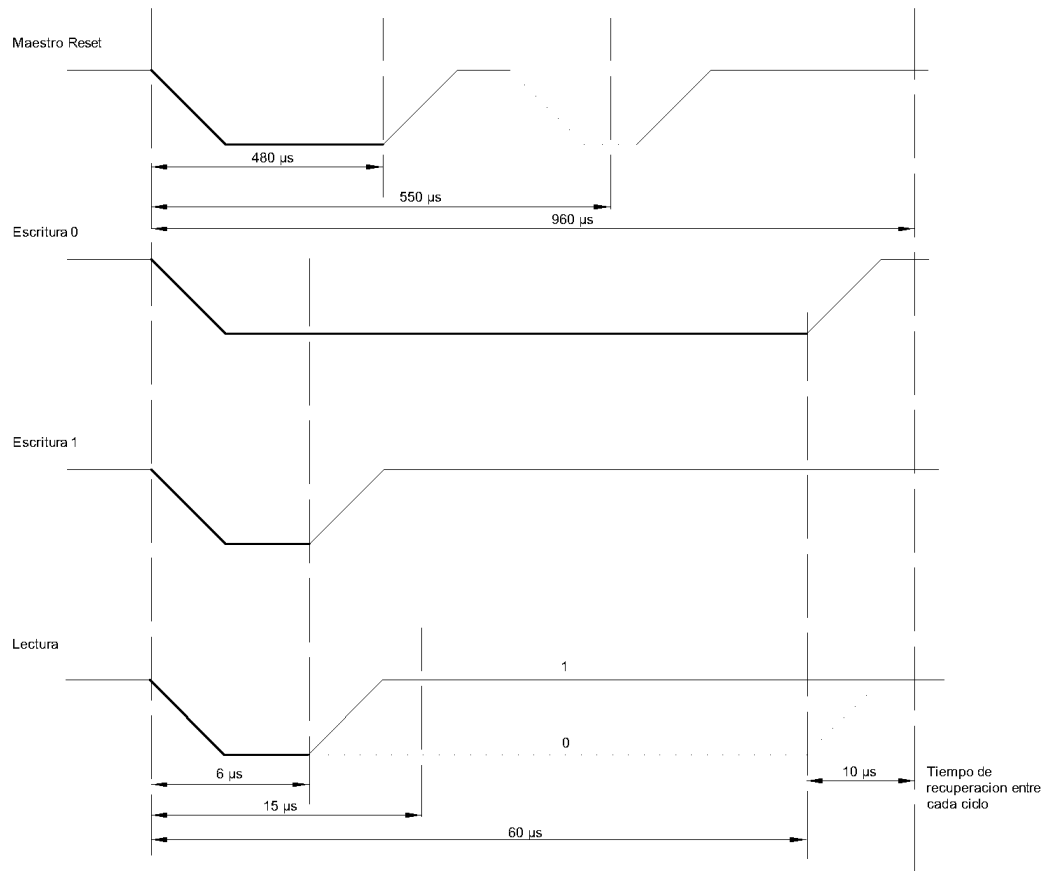 Maestro Reset
480 µs
550 µs
960 µs
Escritura 0
Escritura 1
Lectura
1
0
6 µs
10 µs
Tiempo de
recuperacion entre
cada ciclo
15 µs
60 µs